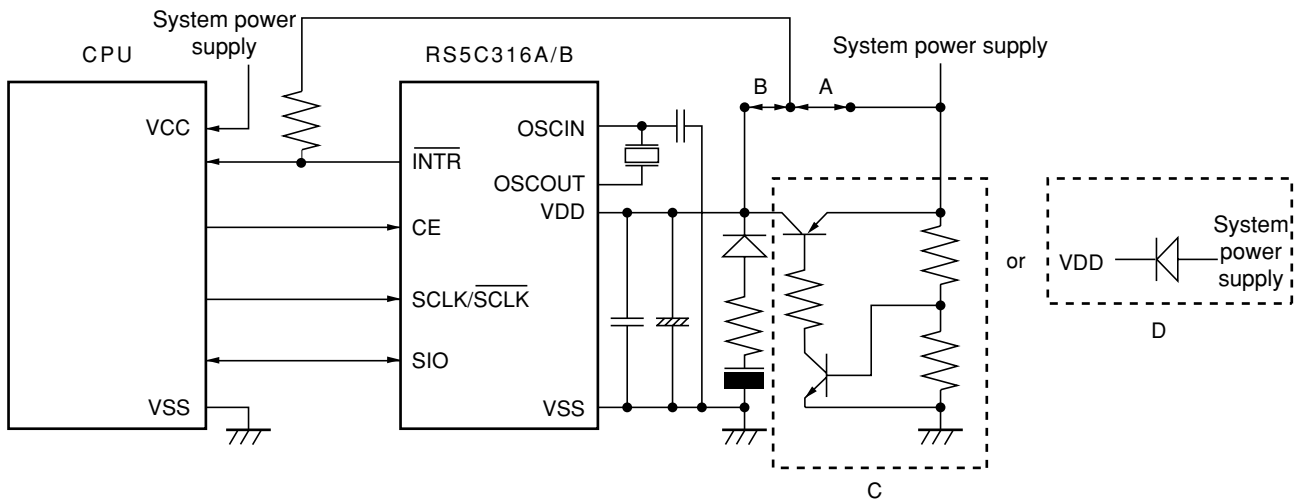 System power
supply
CPU
RS5C316A/B
System power supply
B
A
VCC
OSCIN
INTR
OSCOUT
VDD
CE
SCLK/SCLK
SIO
VSS
VSS
or
VDD
System
power
supply
D
C